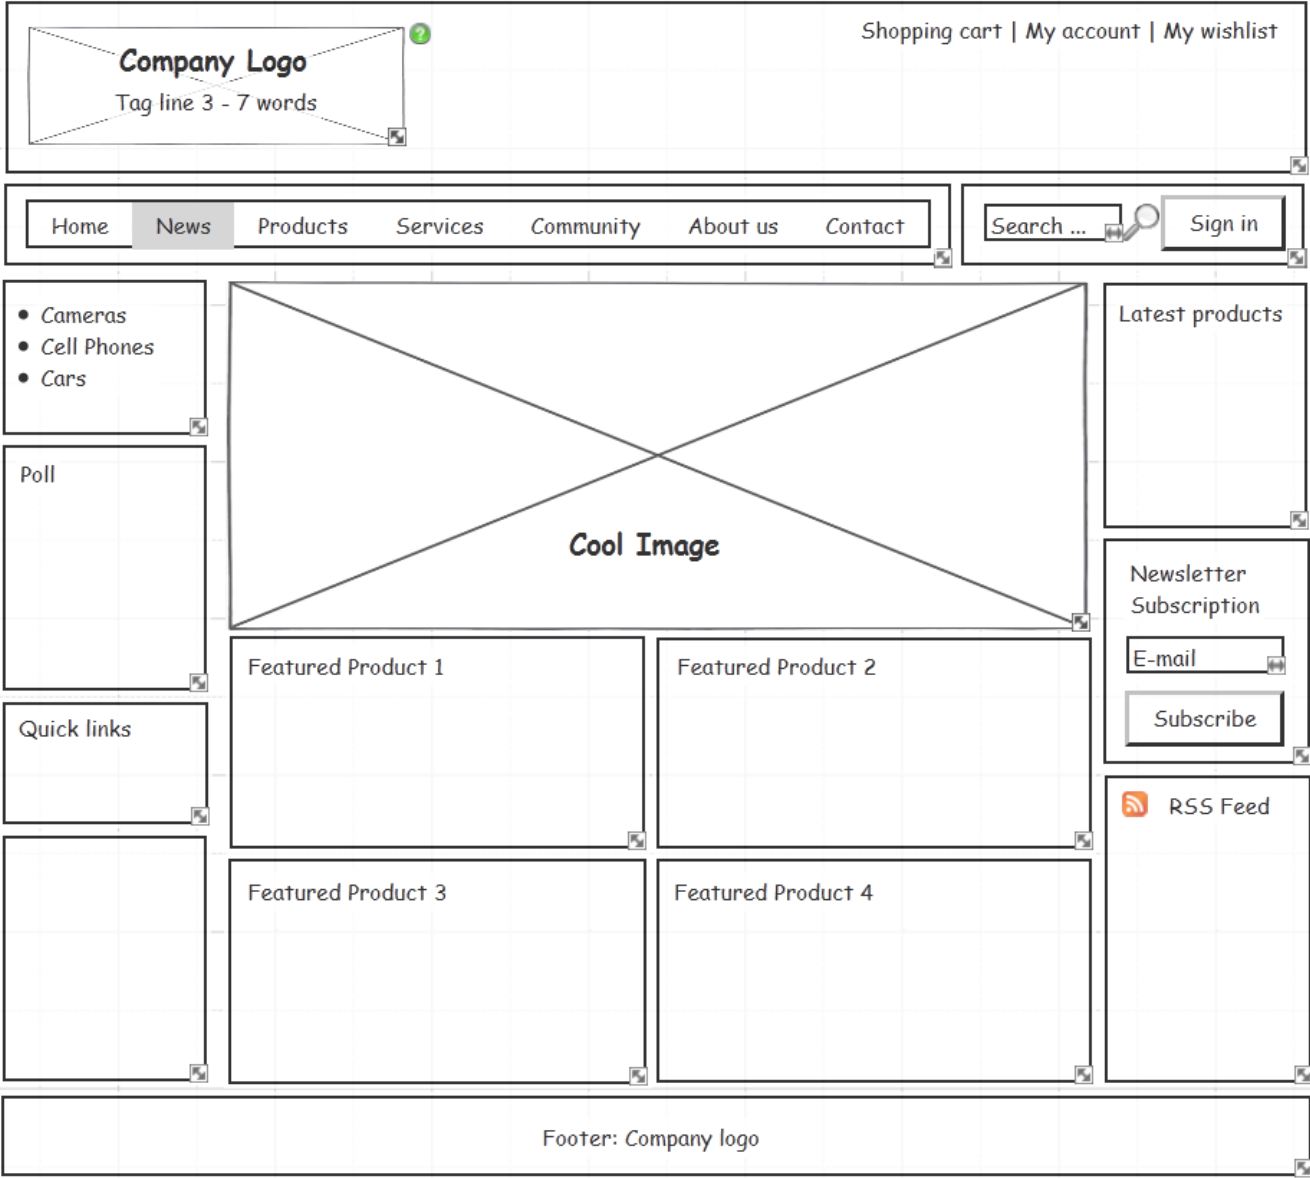 Company Logo
Tag line 3 - 7 words
?
Shopping cart | My account | My wishlist
Home News Products Services Community About us Contact
Search ...
Sign in
• Cameras
• Cell Phones
• Cars
Poll
Quick links
Cool Image
Featured Product 1
Featured Product 2
Featured Product 3
Featured Product 4
Latest products
Newsletter
Subscription
E-mail
Subscribe
RSS Feed
Footer: Company logo